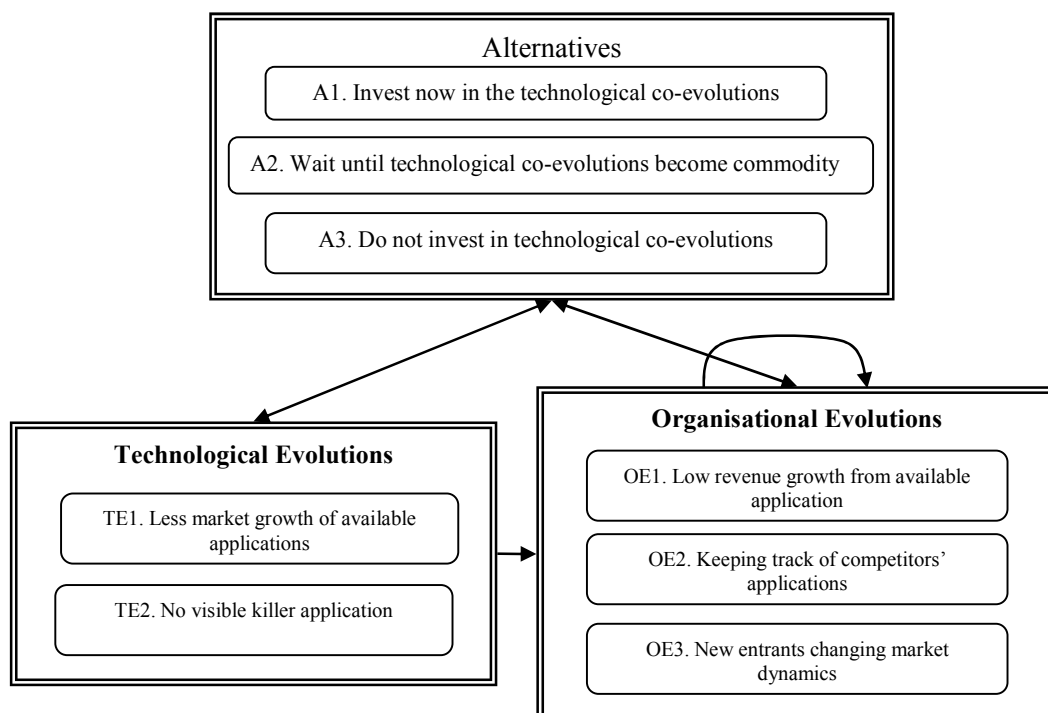 Alternatives
A1. Invest now in the technological co-evolutions
A2. Wait until technological co-evolutions become commodity
A3. Do not invest in technological co-evolutions
Technological Evolutions
TE1. Less market growth of available
applications
TE2. No visible killer application
Organisational Evolutions
OE1. Low revenue growth from available
application
OE2. Keeping track of competitors’
applications
OE3. New entrants changing market
dynamics